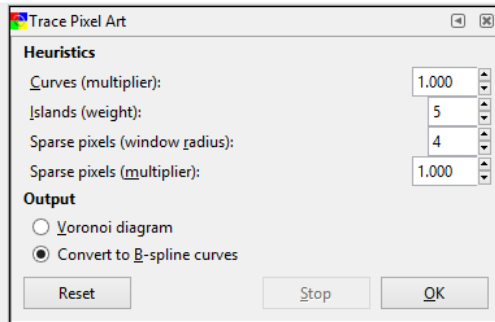 Trace Pixel Art
Heuristics
Curves (multiplier): 1.000
Islands (weight): 5
Sparse pixels (window radius): 4
Sparse pixels (multiplier): 1.000
Output
Voronoi diagram
Convert to B-spline curves
Reset Stop OK